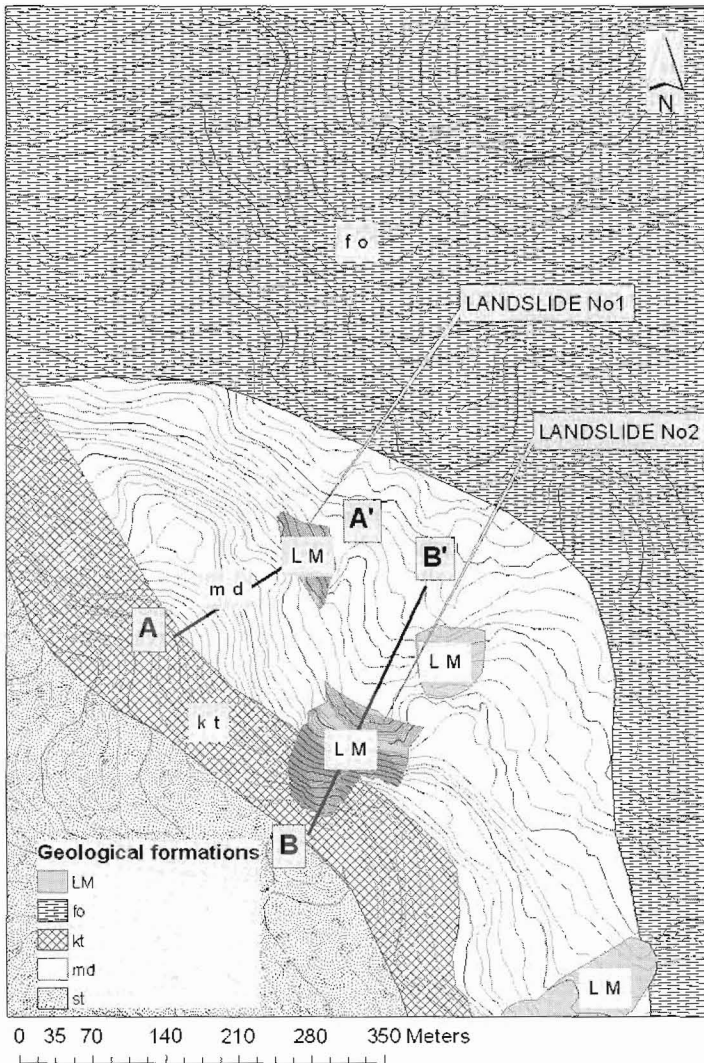 N
f o
LANDSLIDE No1
LANDSLIDE No2
A'
L M
B'
m d
A
L M
k t
L M
B
Geological formations
LM
fo
kt
md
st
L M
0 35 70 140 210 280 350 Meters